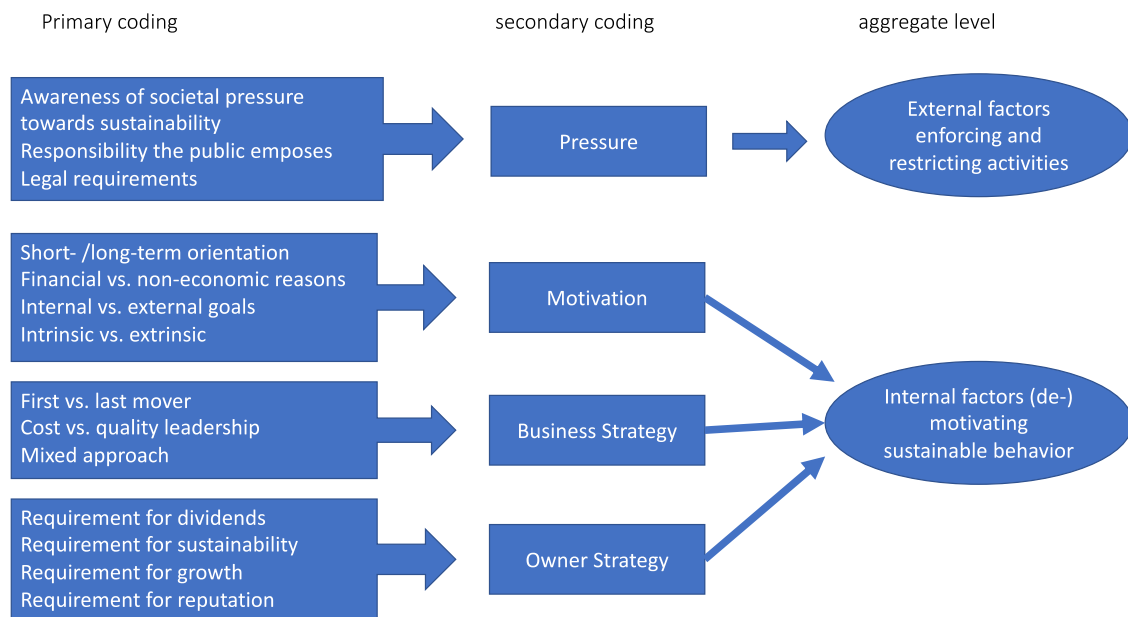 Primary coding
secondary coding
aggregate level
Awareness of societal pressure
towards sustainability
Responsibility the public emposes
Legal requirements
Pressure
External factors
enforcing and
restricting activities
Short- /long-term orientation
Financial vs. non-economic reasons
Internal vs. external goals
Intrinsic vs. extrinsic
Motivation
First vs. last mover
Cost vs. quality leadership
Mixed approach
Business Strategy
Internal factors (de-)
motivating
sustainable behavior
Requirement for dividends
Requirement for sustainability
Requirement for growth
Requirement for reputation
Owner Strategy